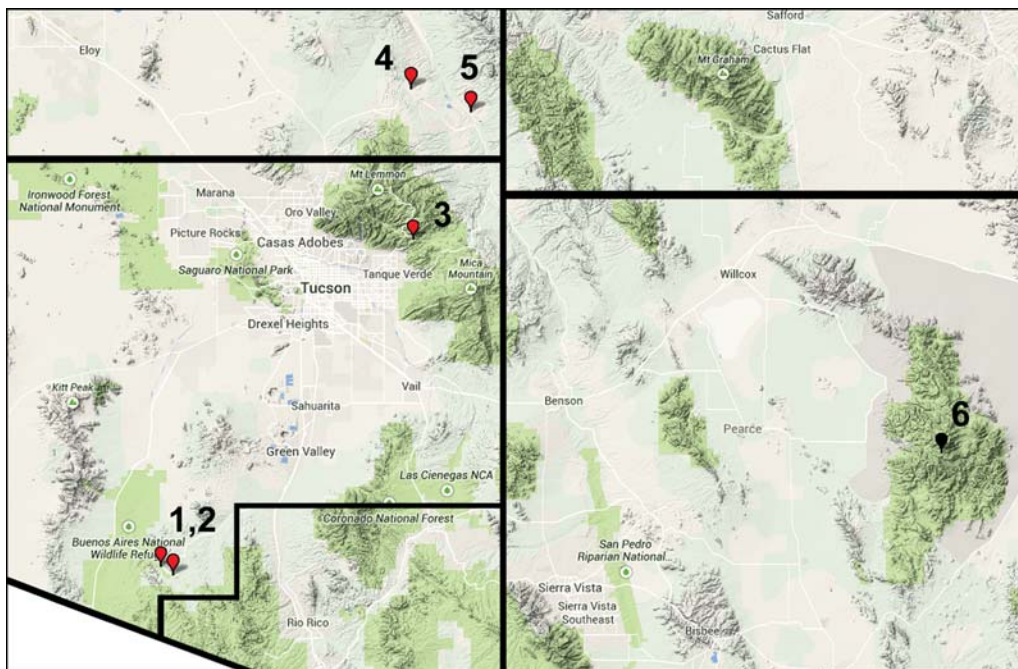 Eloy
4
5
Safford
Cactus Flat
Mt Graham
Ironwood Forest
National Monument
Marana
Mt Lemmon
Oro Valley
3
Picture Rocks
Casas Adobes
Saguaro National Park
Tanque Verde
Mica
Mountain
Tucson
Drexel Heights
Kitt Peak
Vail
Sahuarita
Green Valley
Las Cienegas NCA
1,2
Coronado National Forest
Buenos Aires National
Wildlife Refu
Rio Rico
Willcox
Benson
Pearce
6
San Pedro
Riparian National...
Sierra Vista
Sierra Vista
Southeast
Bisbee